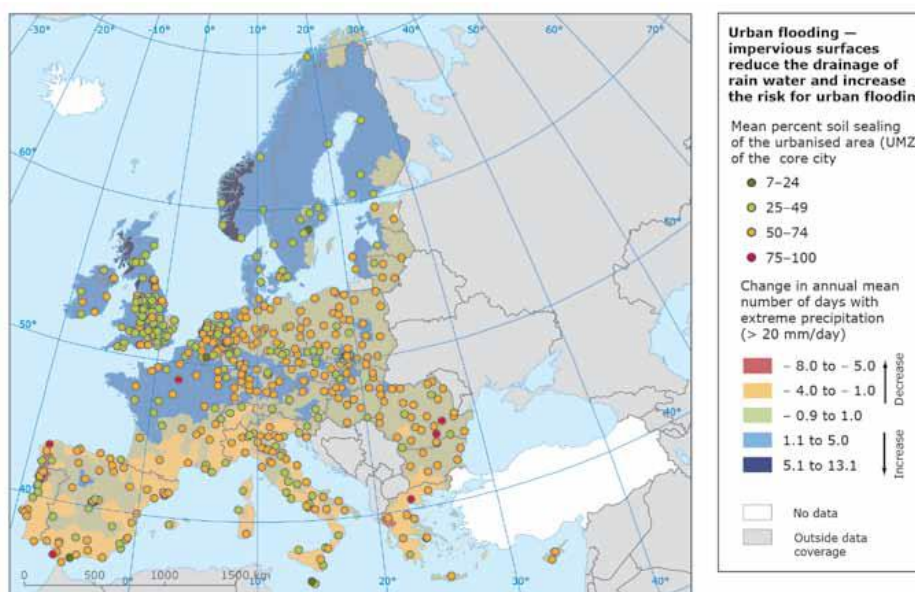 -30°
-20°
-10°
0°
10°
20°
30°
40°
50°
60°
70°
60°
50°
40°
60°
50°
40°
0 500 1000 1500 km
0°
10°
20°
30°
40°
Urban flooding —
impervious surfaces
reduce the drainage of
rain water and increase
the risk for urban floodin
Mean percent soil sealing
of the urbanised area (UMZ
of the core city
7–24
25–49
50–74
75–100
Change in annual mean
number of days with
extreme precipitation
(> 20 mm/day)
– 8.0 to – 5.0
– 4.0 to – 1.0
– 0.9 to 1.0
1.1 to 5.0
5.1 to 13.1
Decrease
Increase
No data
Outside data
coverage